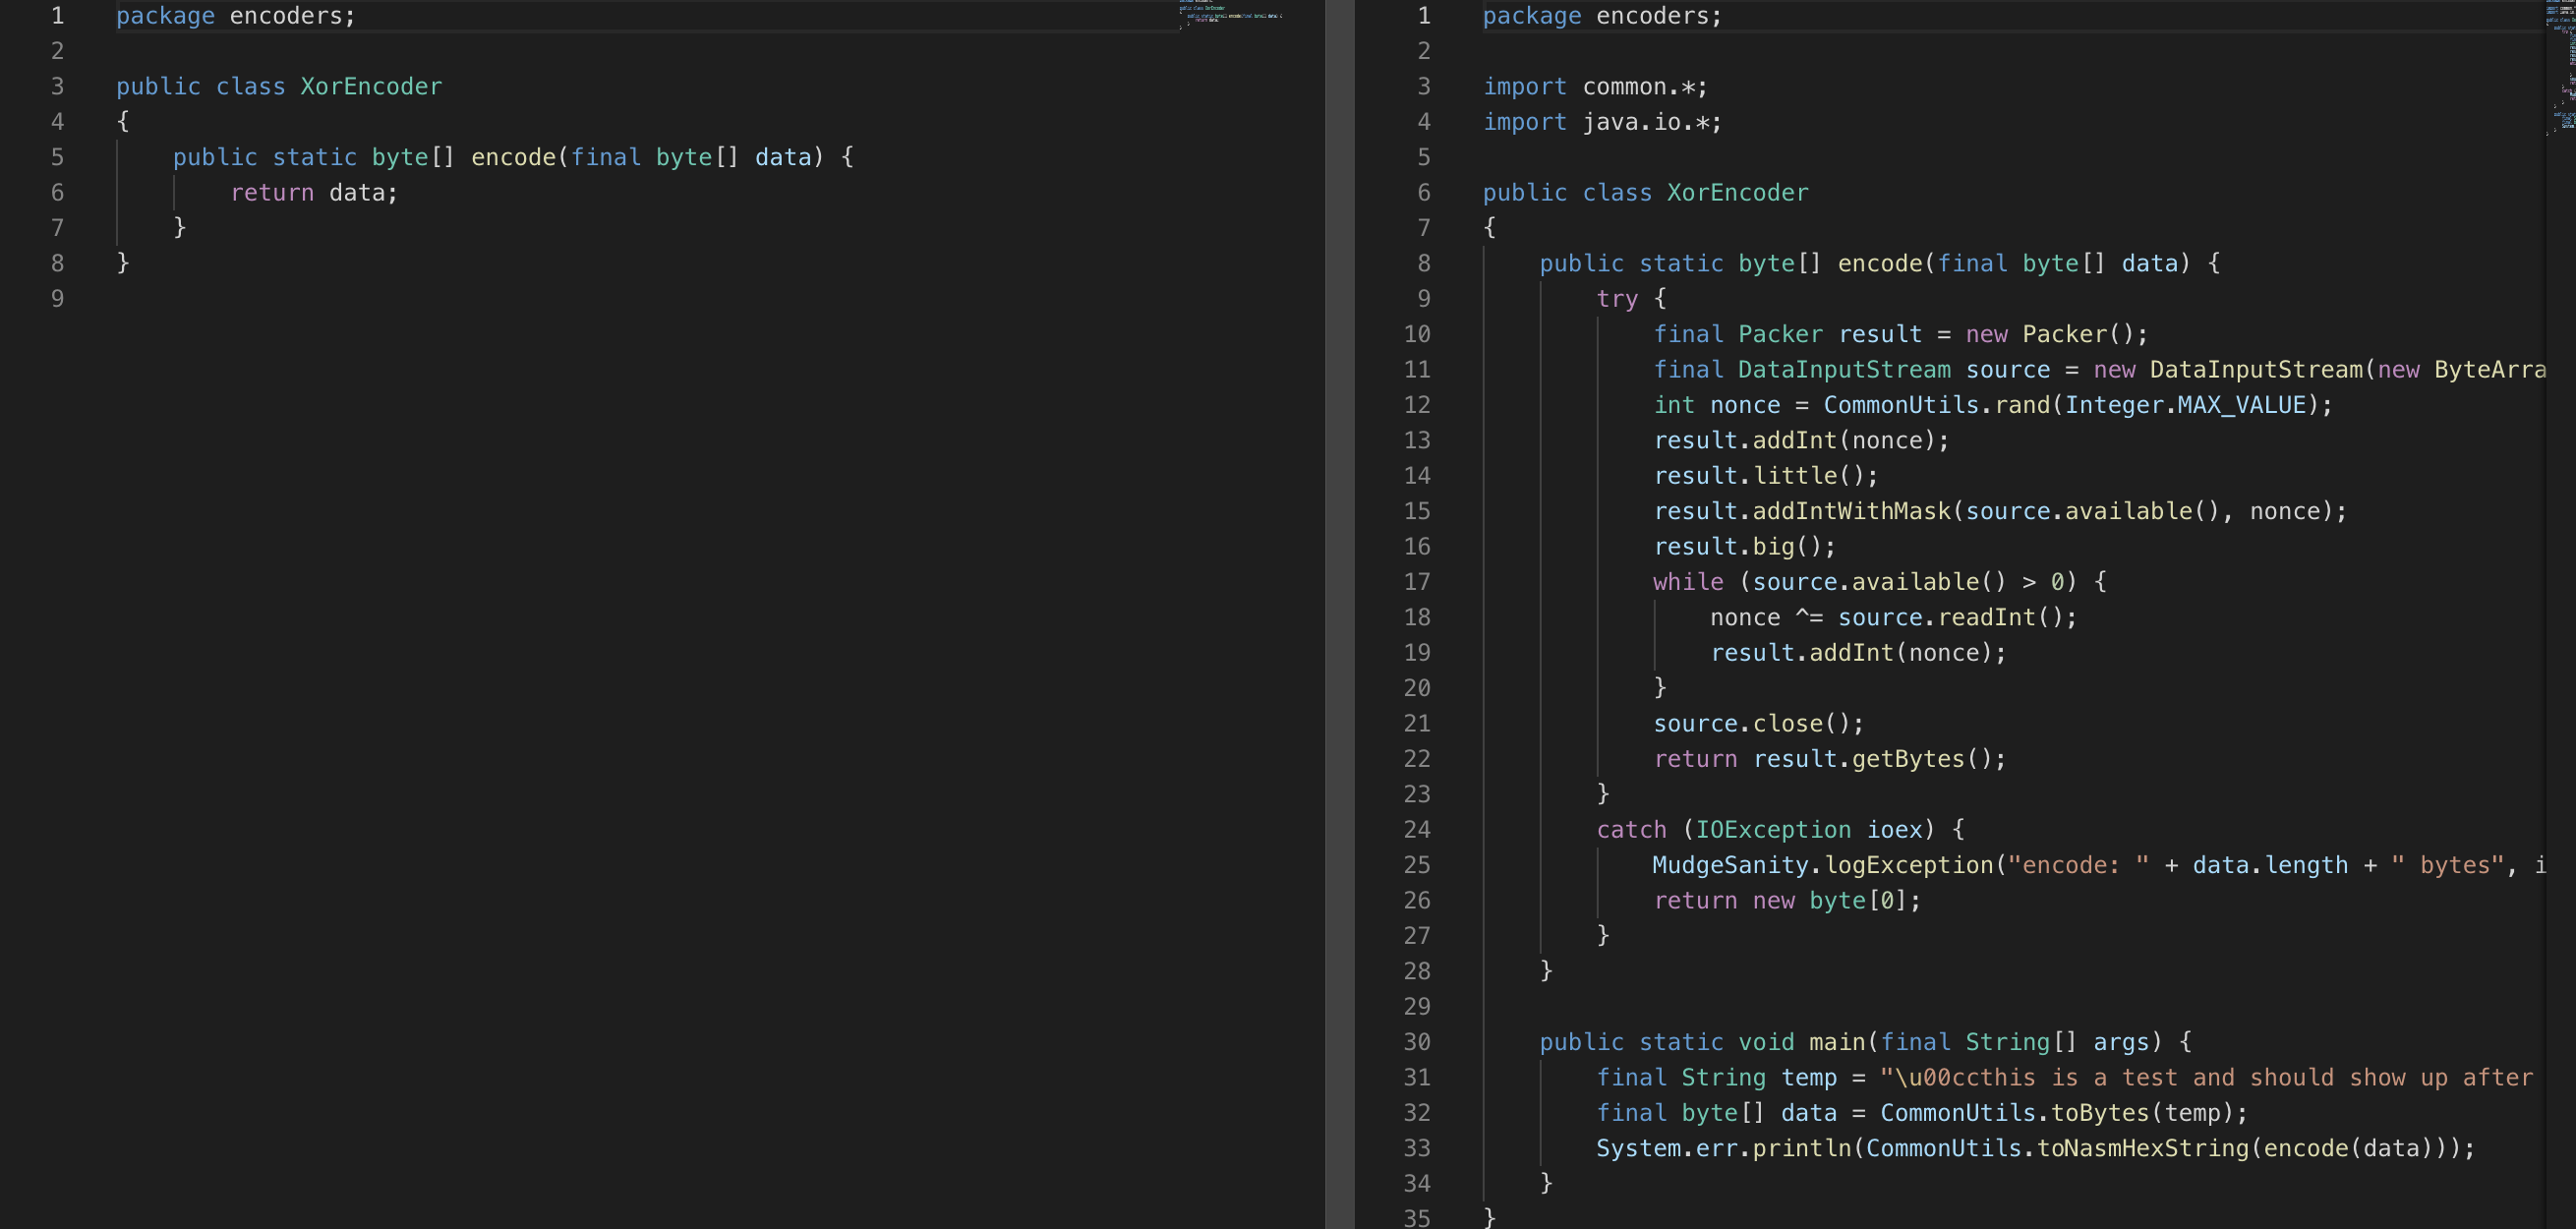 1 package encoders;
2
3 public class XorEncoder
4 {
5     public static byte[] encode(final byte[] data) {
6         return data;
7     }
8 }
9
1 package encoders;
2
3 import common.*;
4 import java.io.*;
5
6 public class XorEncoder
7 {
8     public static byte[] encode(final byte[] data) {
9         try {
10             final Packer result = new Packer();
11             final DataInputStream source = new DataInputStream(new ByteArra
12             int nonce = CommonUtils.rand(Integer.MAX_VALUE);
13             result.addInt(nonce);
14             result.little();
15             result.addIntWithMask(source.available(), nonce);
16             result.big();
17             while (source.available() > 0) {
18                 nonce ^= source.readInt();
19                 result.addInt(nonce);
20             }
21             source.close();
22             return result.getBytes();
23         }
24         catch (IOException ioex) {
25             MudgeSanity.logException("encode: " + data.length + " bytes", i
26             return new byte[0];
27         }
28     }
29
30     public static void main(final String[] args) {
31         final String temp = "\u00ccthis is a test and should show up after
32         final byte[] data = CommonUtils.toBytes(temp);
33         System.err.println(CommonUtils.toNasmHexString(encode(data)));
34     }
35 }